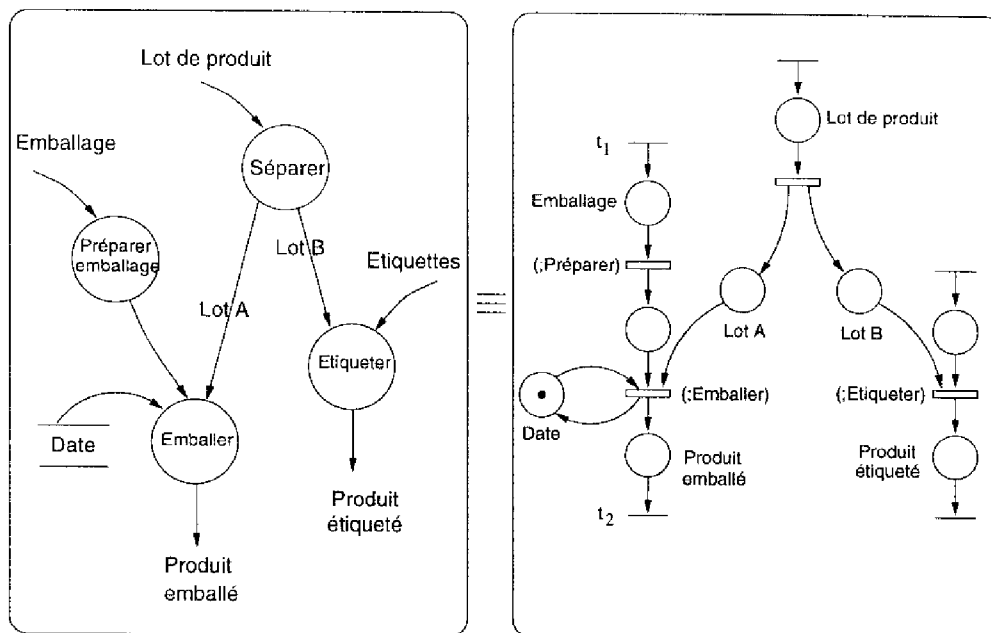 Lot de produit
Emballage
Séparer
Préparer
emballage
Lot B
Etiquettes
Lot A
Etiqueter
Date
Emballer
Produit
étiqueté
Produit
emballé
Lot de produit
t1
Emballage
(;Préparer)
Lot A
Lot B
(;Emballer)
(;Etiqueter)
Date
Produit
emballé
Produit
étiqueté
t2